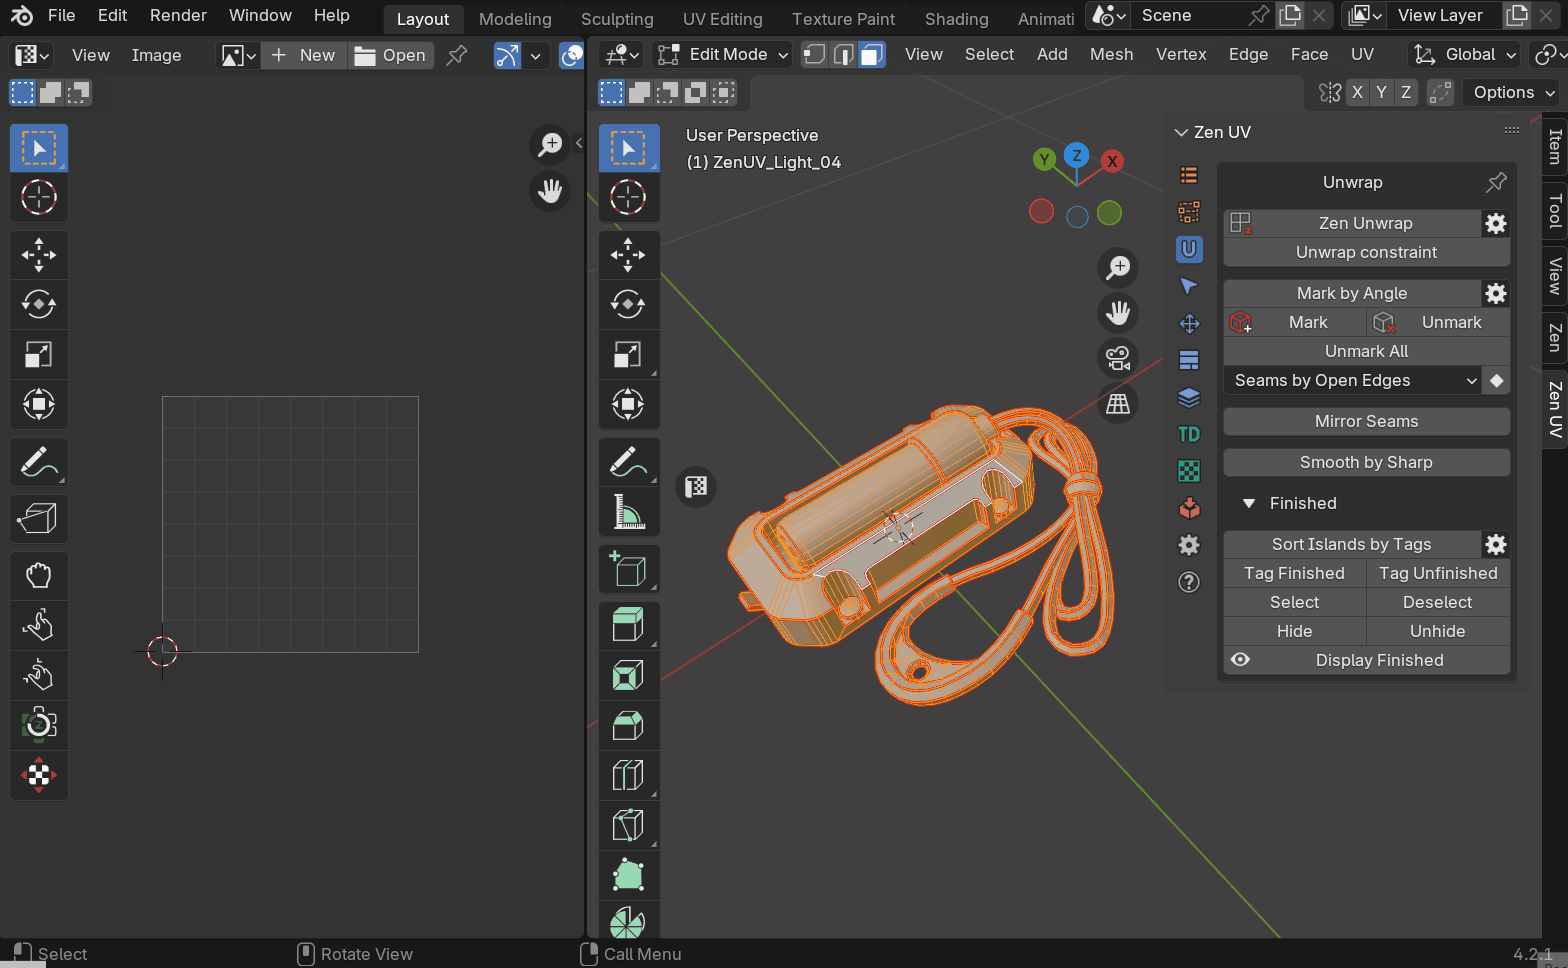 File Edit Render Window Help Layout Modeling Sculpting UV Editing Texture Paint Shading Animati Scene View Layer
View Image New Open Edit Mode View Select Add Mesh Vertex Edge Face UV Global
X Y Z Options
User Perspective
(1) ZenUV_Light_04
Y Z X
Zen UV
Unwrap
Zen Unwrap
Unwrap constraint
Mark by Angle
Mark Unmark
Unmark All
Seams by Open Edges
Mirror Seams
TD
Smooth by Sharp
Finished
Sort Islands by Tags
Tag Finished Tag Unfinished
Select Deselect
Hide Unhide
Display Finished
Item
Tool
View
Zen
Zen UV
Select Rotate View Call Menu 4.2.1